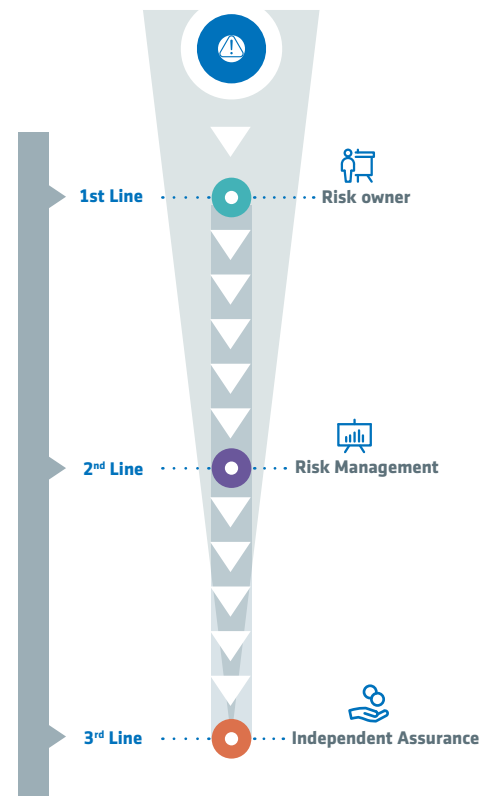 1st Line
Risk owner
2nd Line
Risk Management
3rd Line
Independent Assurance